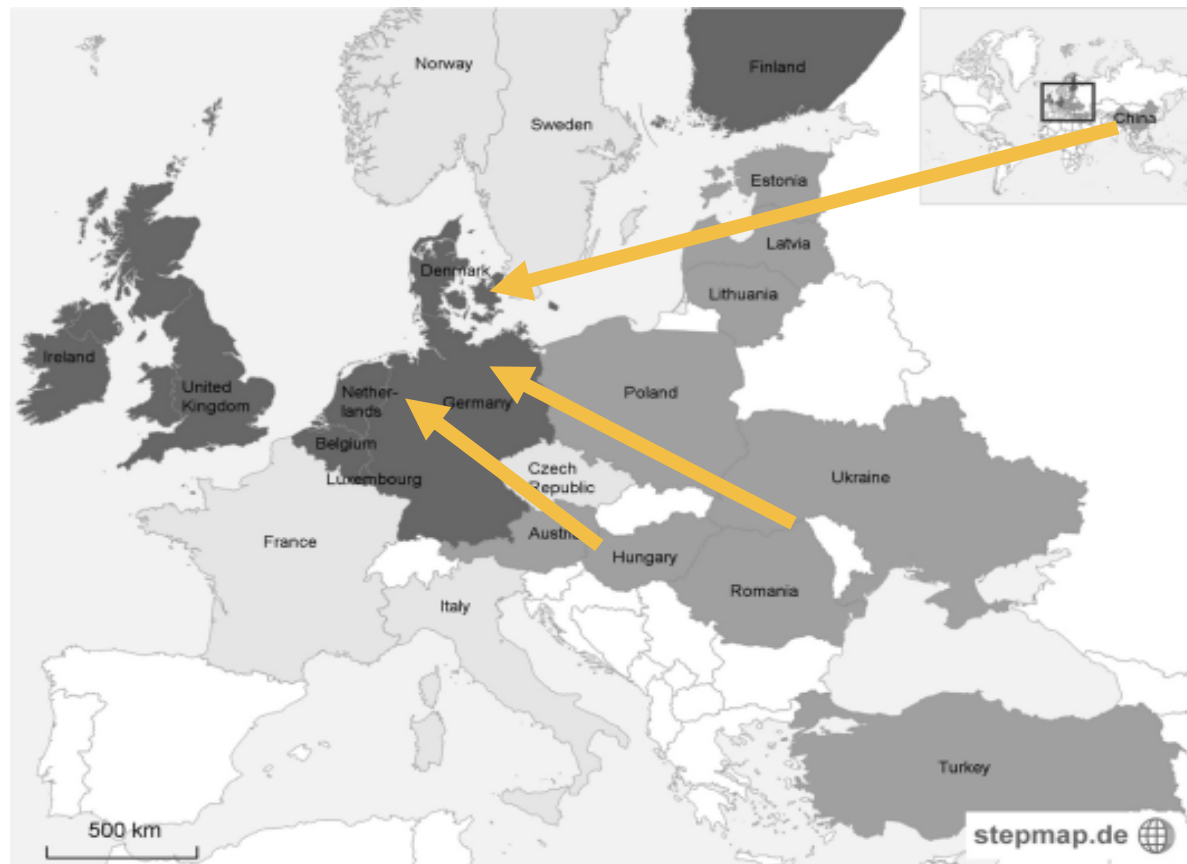 Norway
Finland
Sweden
China
Estonia
Latvia
Denmark
Lithuania
Ireland
United
Kingdom
Nether-
lands
Germany
Poland
Belgium
Luxembourg
Czech
Republic
Ukraine
France
Austria
Hungary
Romania
Italy
Turkey
500 km
stepmap.de